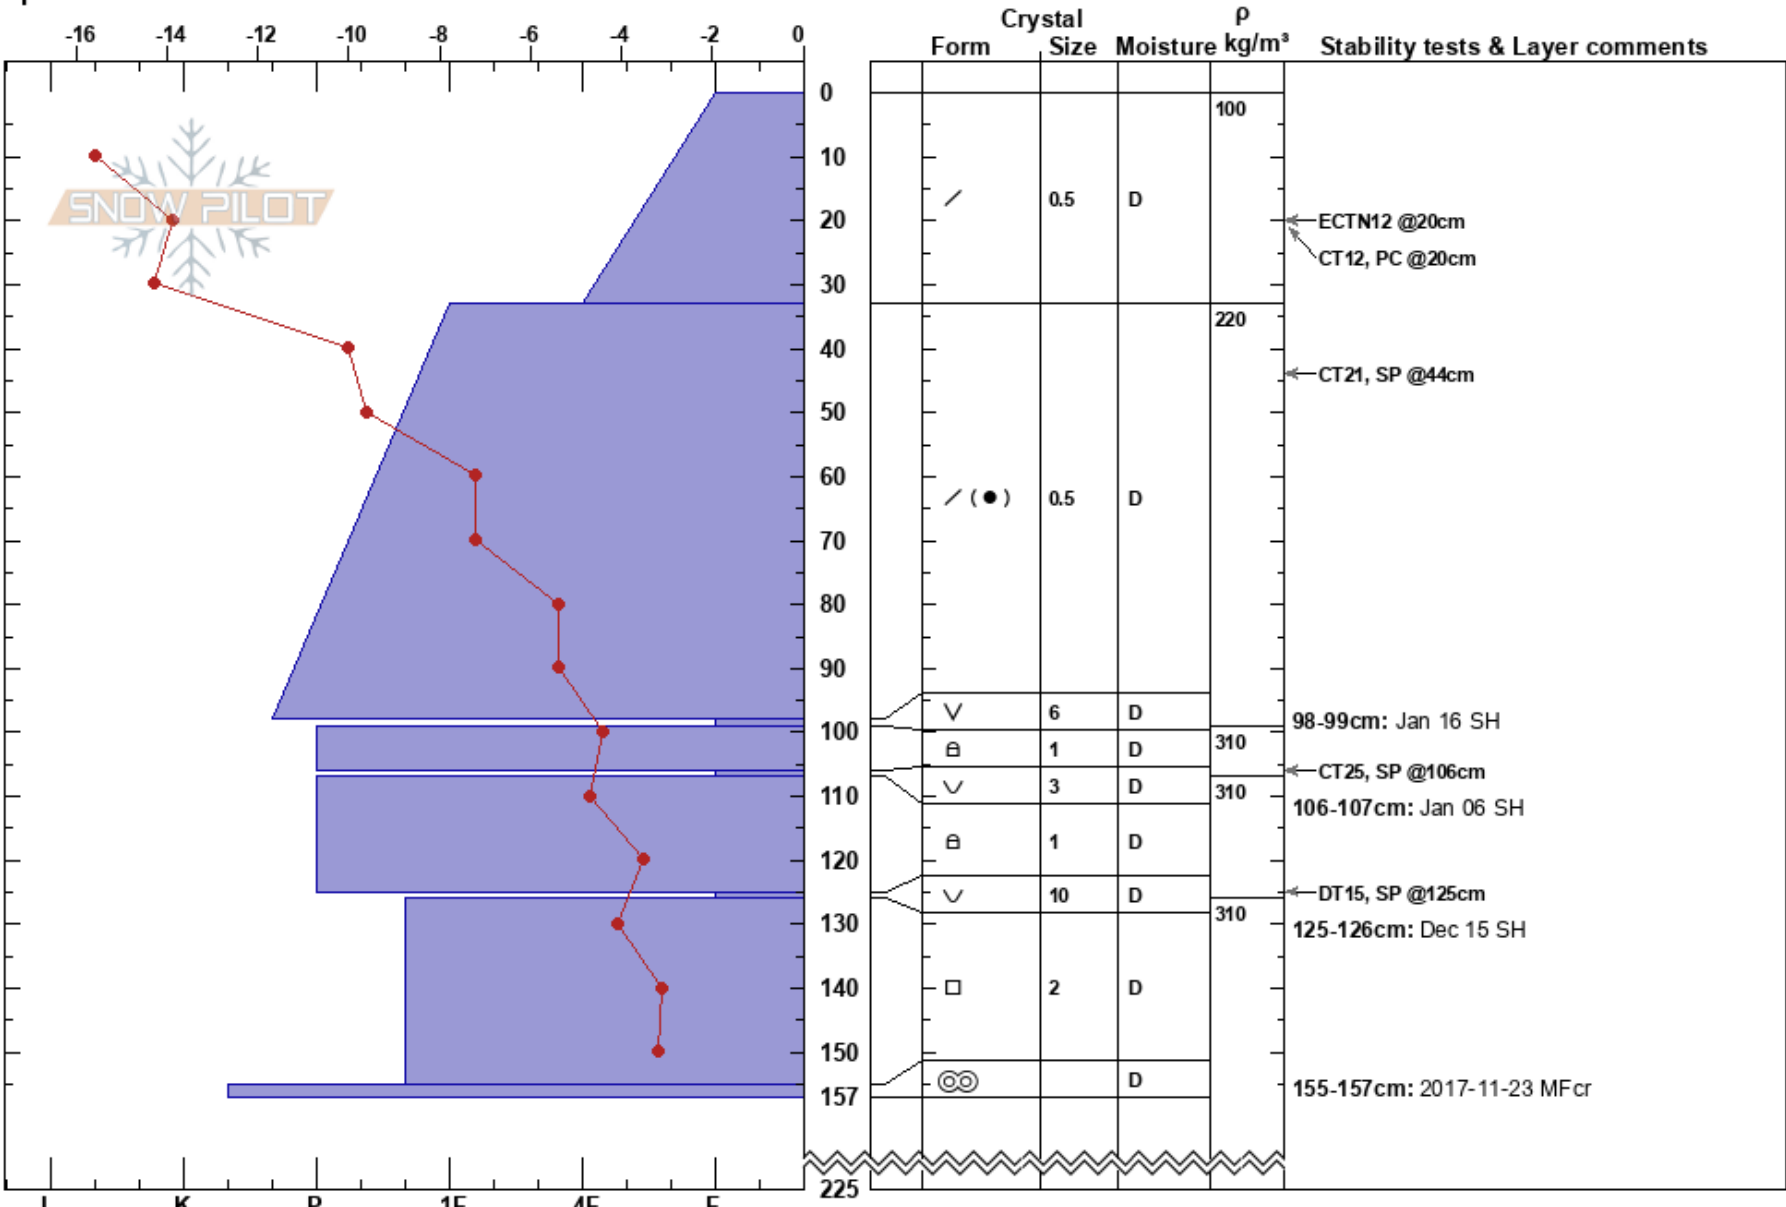 Crystal ρ
-16 -14 -12 -10 -8 -6 -4 -2 0
Form Size Moisture kg/m³ Stability tests & Layer comments
0
100
10
SNOW PILOT
0.5 D
20
ECTN12 @20cm
CT12, PC @20cm
30
220
40
CT21, SP @44cm
50
60
0.5 D
70
80
90
6 D
98-99cm: Jan 16 SH
100
310
1 D
CT25, SP @106cm
3 D
110
310
106-107cm: Jan 06 SH
1 D
120
10 D
DT15, SP @125cm
310
125-126cm: Dec 15 SH
130
140
2 D
150
D
157
155-157cm: 2017-11-23 MFcr
225
I K P 1F 4F F